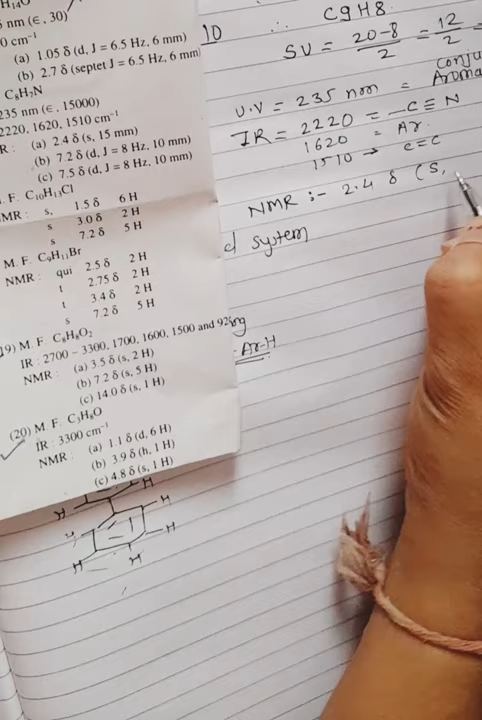 5 nm (ϵ, 30)
0 cm⁻¹
(a) 1.05 δ (d, J = 6.5 Hz, 6 mm)
(b) 2.7 δ (septet J = 6.5 Hz, 6 mm
C₈H₇N
235 nm (ϵ, 15000)
2220, 1620, 1510 cm⁻¹
R : (a) 2.4 δ (s, 15 mm)
(b) 7.2 δ (d, J = 8 Hz, 10 mm)
(c) 7.5 δ (d, J = 8 Hz, 10 mm)
. F. C₁₀H₁₃Cl
MR : s, 1.5 δ 6 H
s 3.0 δ 2 H
s 7.2 δ 5 H
M. F. C₉H₁₁Br
NMR : qui 2.5 δ 2 H
t 2.75 δ 2 H
t 3.4 δ 2 H
s 7.2 δ 5 H
19) M. F. C₈H₈O₂
IR : 2700 – 3300, 1700, 1600, 1500 and 925
NMR : (a) 3.5 δ (s, 2 H)
(b) 7.2 δ (s, 5 H)
(c) 14.0 δ (s, 1 H)
(20) M. F. C₃H₈O
IR : 3300 cm⁻¹
NMR : (a) 1.1 δ (d, 6 H)
(b) 3.9 δ (h, 1 H)
(c) 4.8 δ (s, 1 H)
10 ∴ C9H8
SV = 20-8/2 = 12/2 =
U.V = 235 nm = Conju
Aroma
IR = 2220 = –C≡N
1620 = Ar.
1510 → C=C
NMR :- 2.4 δ (S,
d system
ng
- Ar-H
H
H
H
H
H
H